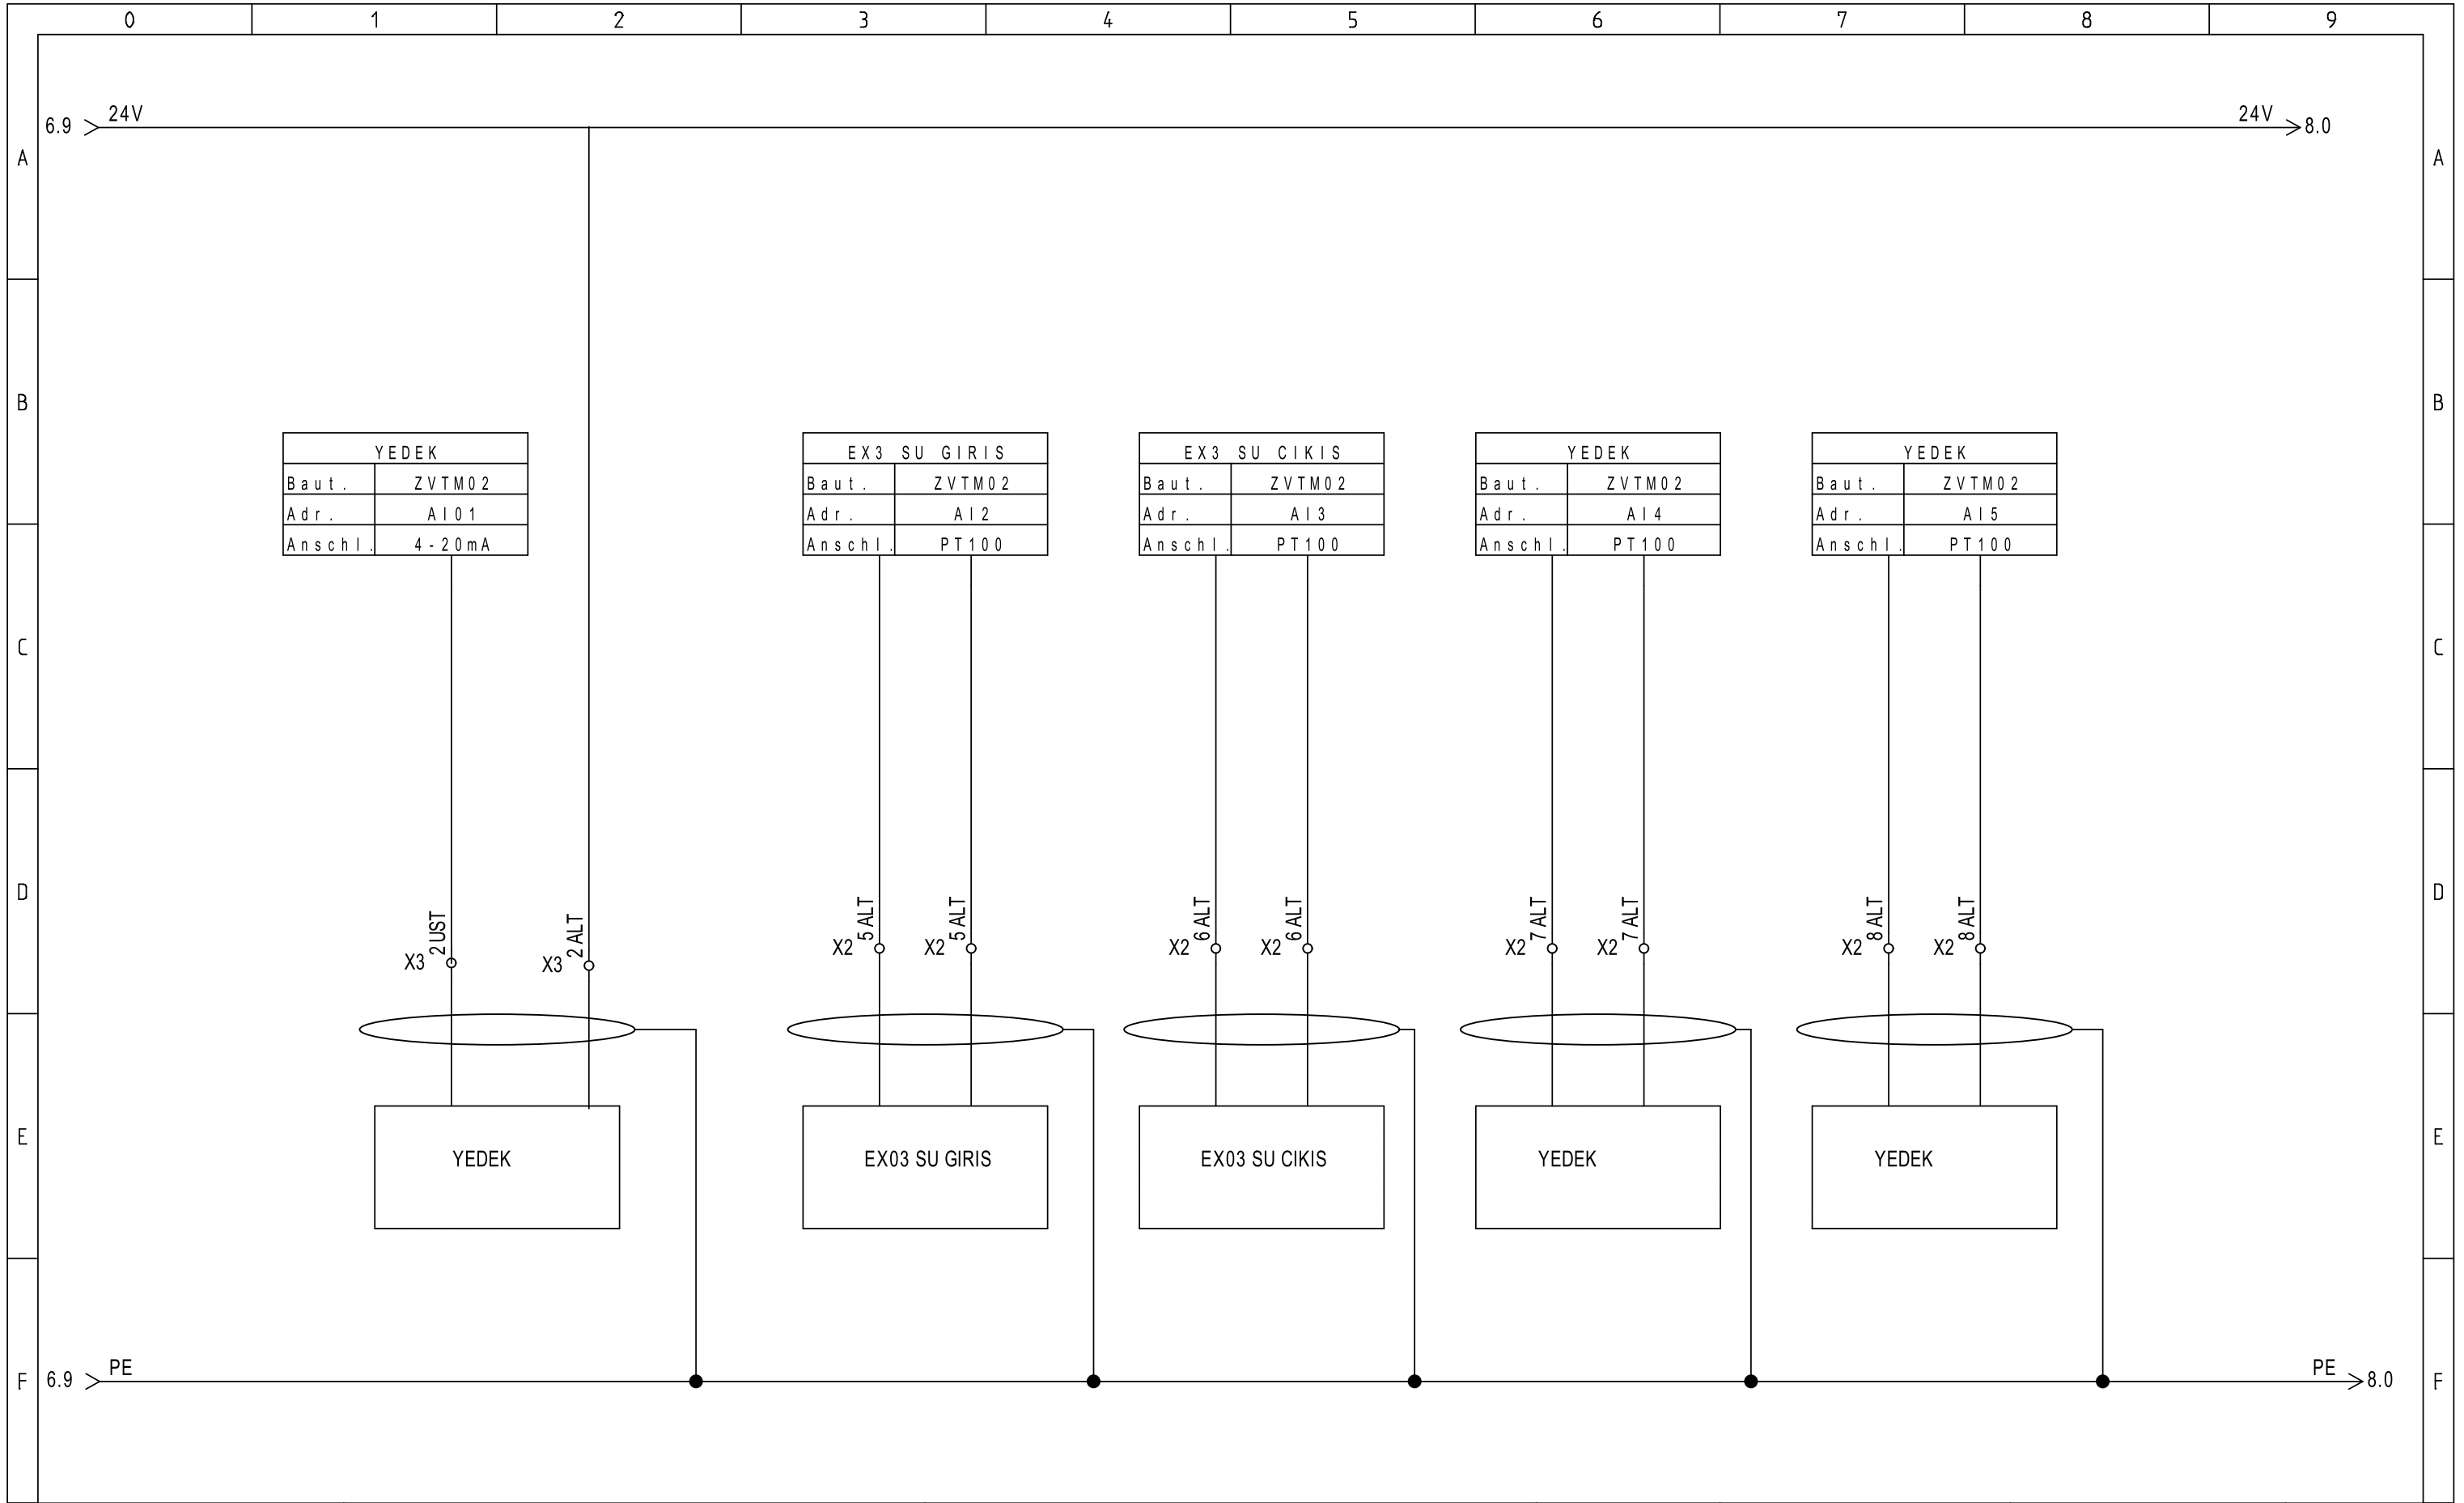 0 1 2 3 4 5 6 7 8 9
24V 24V
6.9 8.0
A A
B B
YEDEK
Baut. ZVTM02
Adr. AI01
Anschl. 4-20mA
EX3 SU GIRIS
Baut. ZVTM02
Adr. AI2
Anschl. PT100
EX3 SU CIKIS
Baut. ZVTM02
Adr. AI3
Anschl. PT100
YEDEK
Baut. ZVTM02
Adr. AI4
Anschl. PT100
YEDEK
Baut. ZVTM02
Adr. AI5
Anschl. PT100
C C
D D
X3 2 UST
X3 2 ALT
X2 5 ALT
X2 5 ALT
X2 6 ALT
X2 6 ALT
X2 7 ALT
X2 7 ALT
X2 8 ALT
X2 8 ALT
E E
YEDEK
EX03 SU GIRIS
EX03 SU CIKIS
YEDEK
YEDEK
PE PE
F 6.9 8.0 F